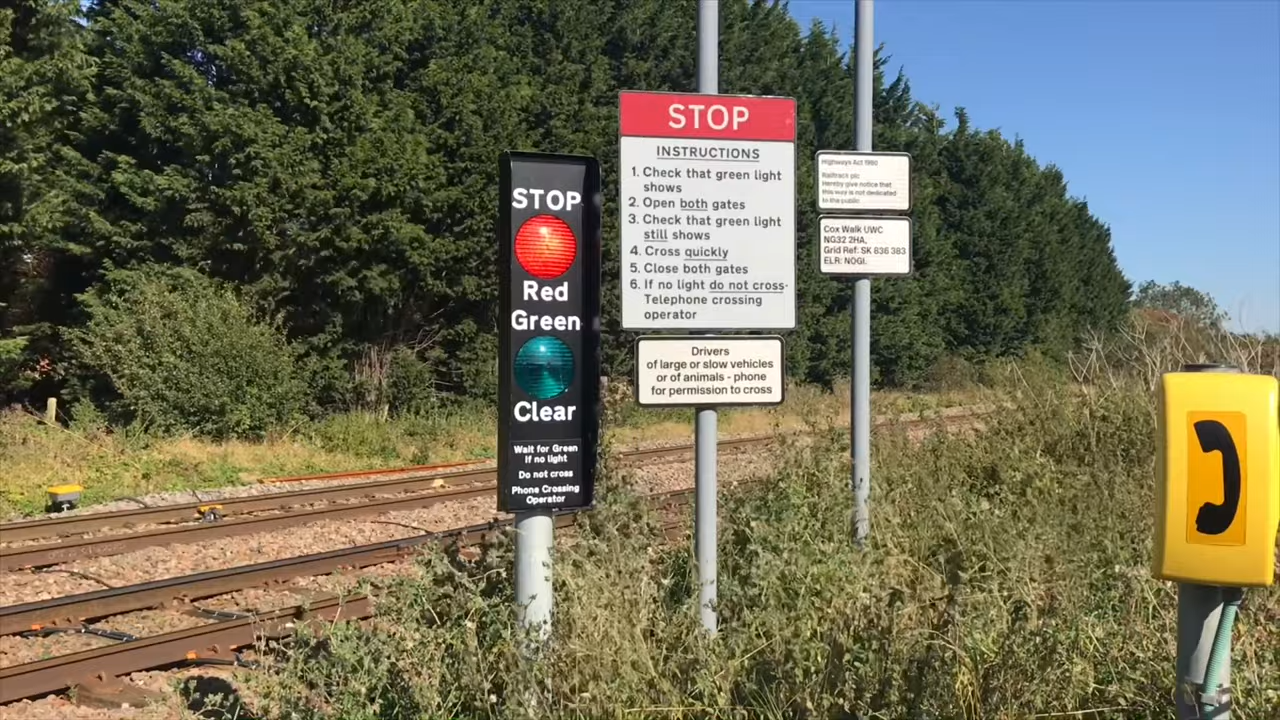 STOP
Red
Green
Clear
Wait for Green
If no light
Do not cross
Phone Crossing
Operator
STOP
INSTRUCTIONS
1. Check that green light
shows
2. Open both gates
3. Check that green light
still shows
4. Cross quickly
5. Close both gates
6. If no light do not cross-
Telephone crossing
operator
Drivers
of large or slow vehicles
or of animals - phone
for permission to cross
Highways Act 1980
Railtrack plc
Hereby give notice that
this way is not dedicated
to the public
Cox Walk UWC
NG32 2HA,
Grid Ref: SK 836 383
ELR: NOG1.